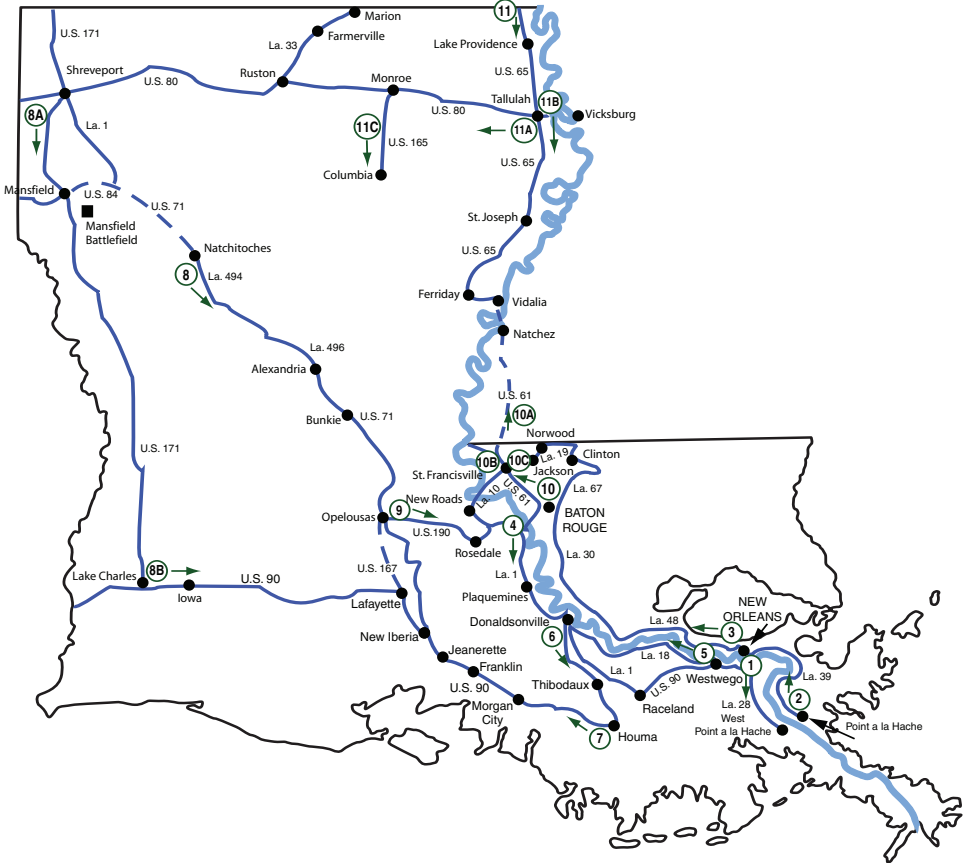 11
Marion
U.S. 171
Farmerville
La. 33
Lake Providence
Shreveport
Ruston
Monroe
U.S. 65
U.S. 80
Tallulah
11B
8A
U.S. 80
Vicksburg
La. 1
11C
11A
U.S. 165
U.S. 65
Columbia
Mansfield
U.S. 84
U.S. 71
Mansfield
Battlefield
St. Joseph
Natchitoches
U.S. 65
8
La. 494
Ferriday
Vidalia
Natchez
La. 496
Alexandria
U.S. 61
Bunkie
U.S. 71
10A
Norwood
U.S. 171
La. 19
Clinton
10B
10C
St. Francisville
Jackson
La. 67
10
New Roads
La. 10
U.S. 61
9
BATON
ROUGE
Opelousas
4
U.S.190
Rosedale
La. 30
U.S. 167
La. 1
8B
Lake Charles
U.S. 90
Iowa
Plaquemines
Lafayette
NEW
ORLEANS
Donaldsonville
La. 48
3
New Iberia
6
5
La. 18
1
Jeanerette
Franklin
La. 1
Westwego
La. 39
U.S. 90
Thibodaux
U.S. 90
2
Morgan
City
Raceland
La. 28
West
Point a la Hache
Point a la Hache
7
Houma